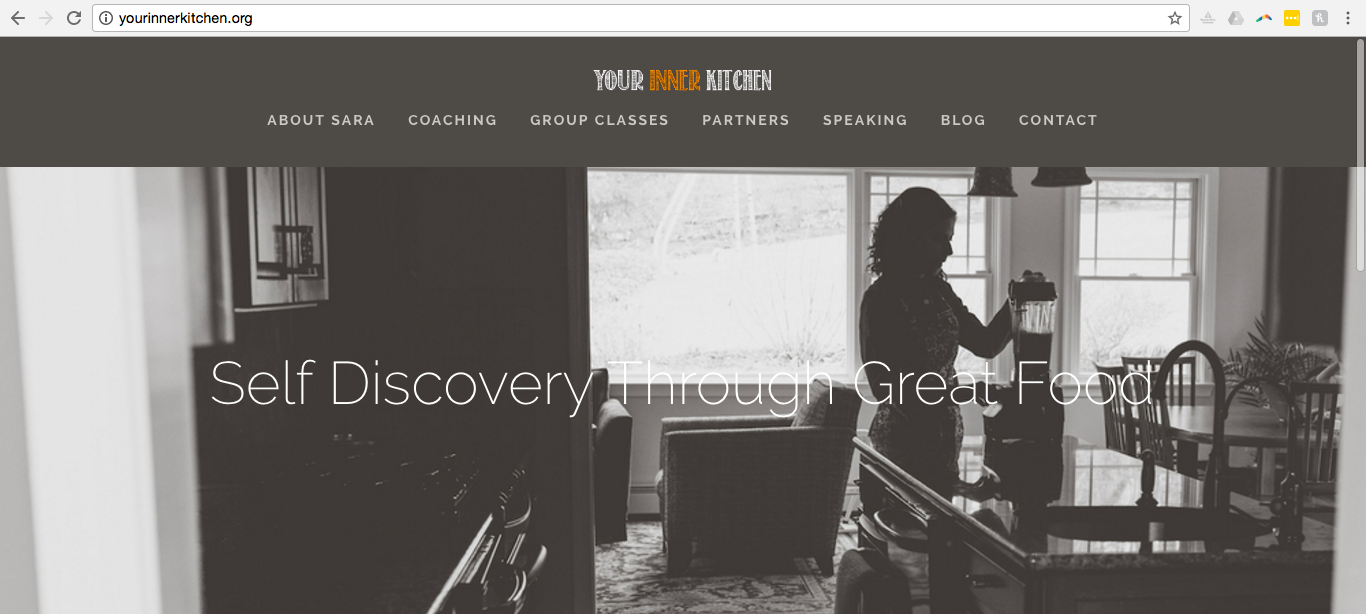 yourinnerkitchen.org
YOUR INNER KITCHEN
ABOUT SARA COACHING GROUP CLASSES PARTNERS SPEAKING BLOG CONTACT
Self Discovery Through Great Food